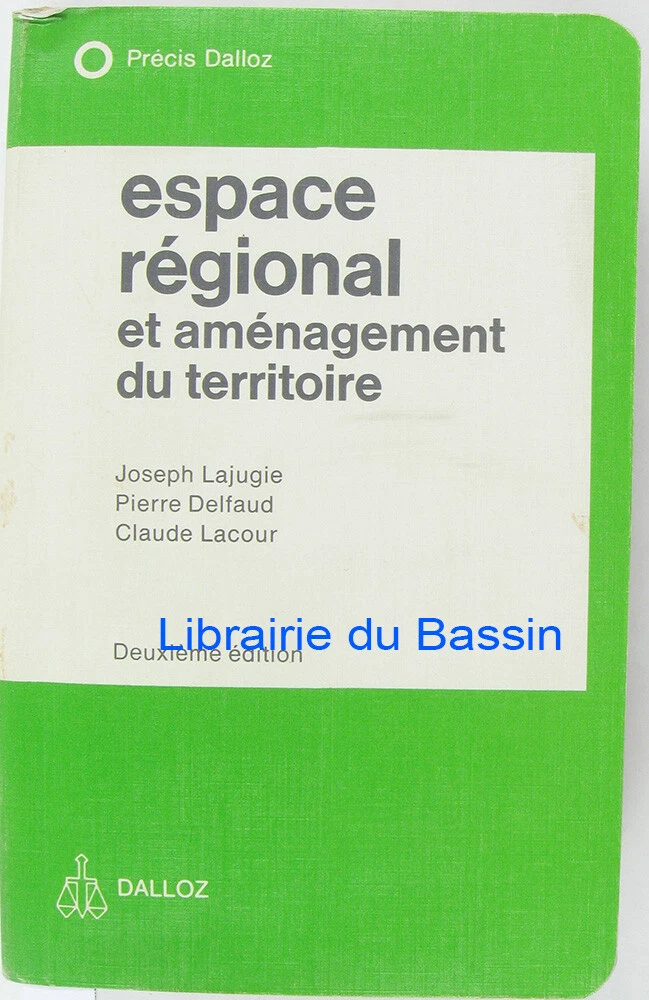 Précis Dalloz
espace
régional
et aménagement
du territoire
Joseph Lajugie
Pierre Delfaud
Claude Lacour
Librairie du Bassin
Deuxième édition
DALLOZ